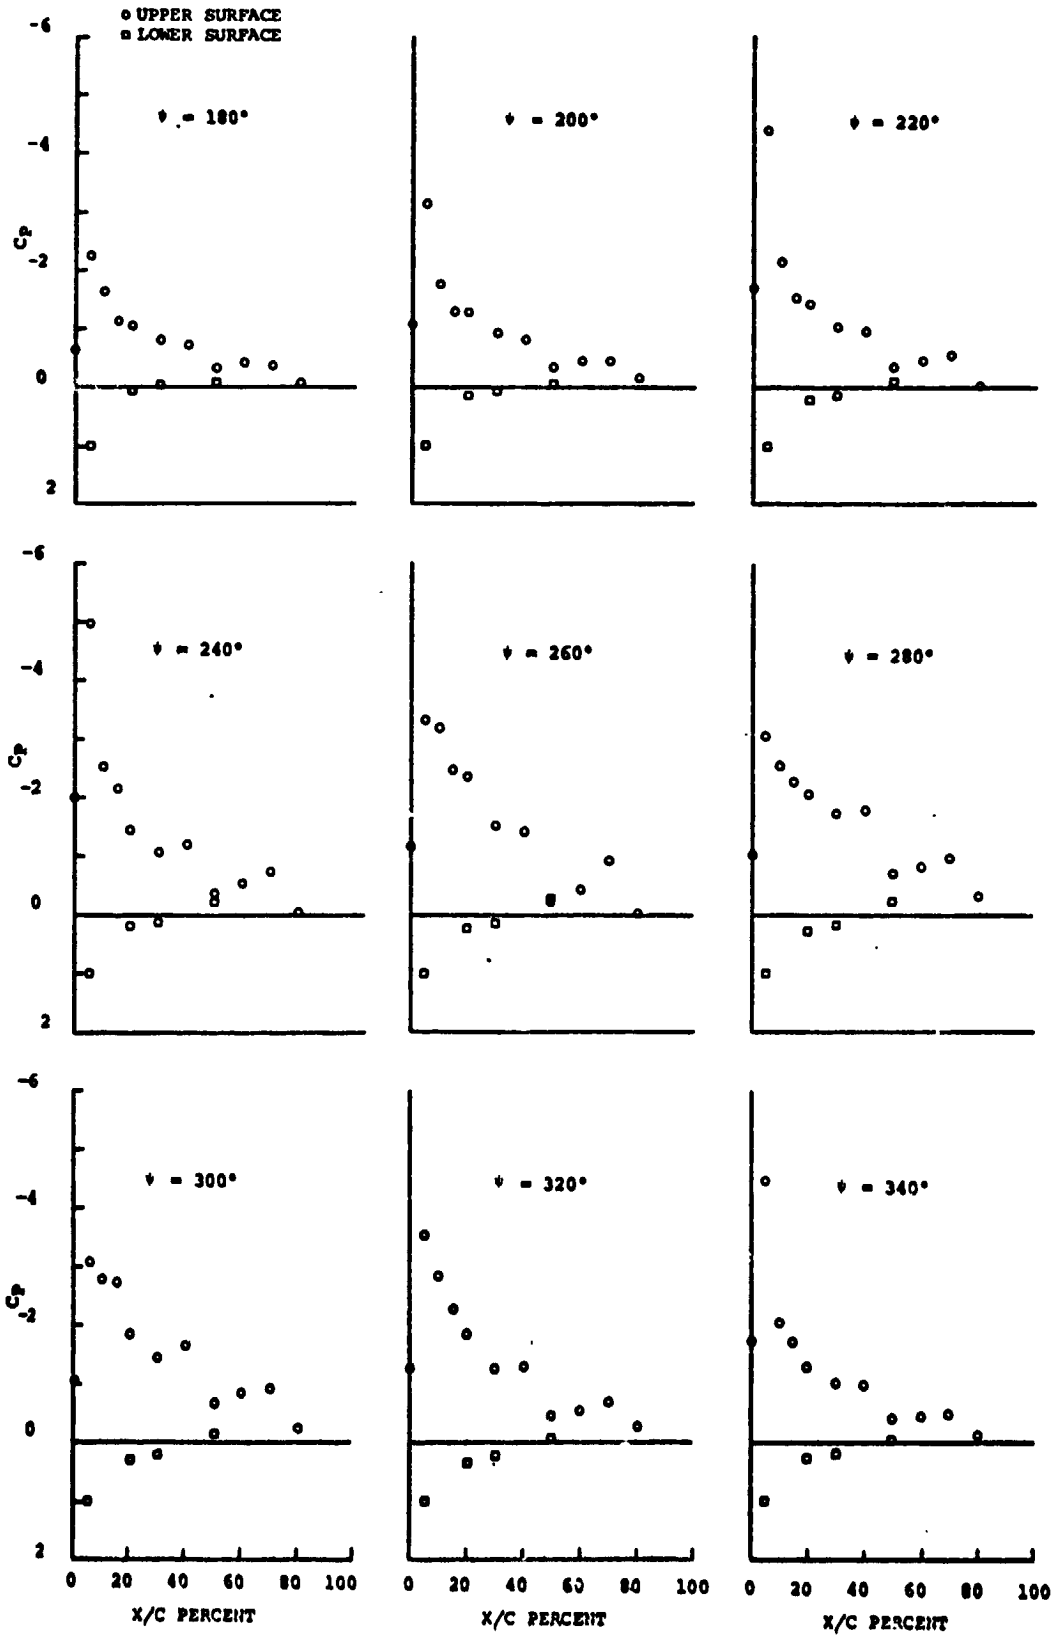 ○ UPPER SURFACE
□ LOWER SURFACE
-6
-4
-2
0
2
Cp
ψ = 180°
ψ = 200°
ψ = 220°
-6
-4
-2
0
2
Cp
ψ = 240°
ψ = 260°
ψ = 280°
-6
-4
-2
0
2
Cp
ψ = 300°
ψ = 320°
ψ = 340°
0 20 40 60 80 100
0 20 40 60 80 100
0 20 40 60 80 100
X/C PERCENT
X/C PERCENT
X/C PERCENT